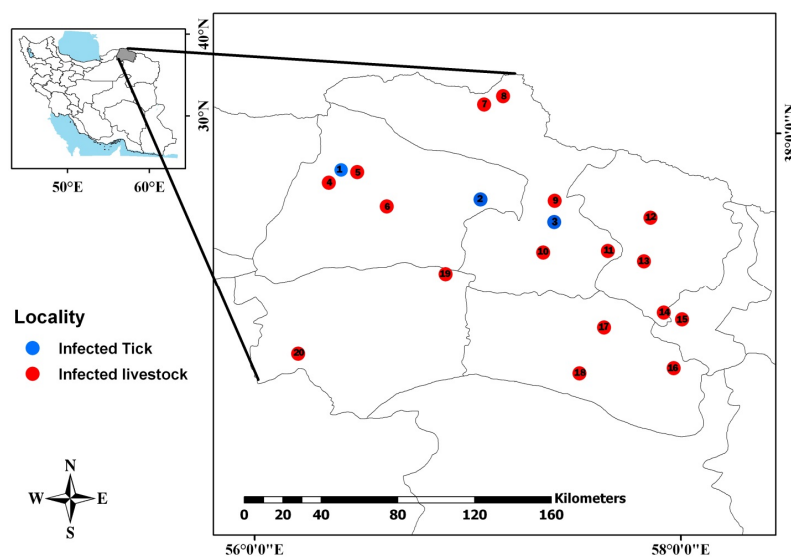 40°N
30°N
50°E
60°E
Locality
Infected Tick
Infected livestock
N
W
E
S
8
7
1
5
4
6
2
9
3
12
10
11
13
19
14
15
17
20
18
16
Kilometers
0 20 40 80 120 160
38°0'0"N
56°0'0"E
58°0'0"E